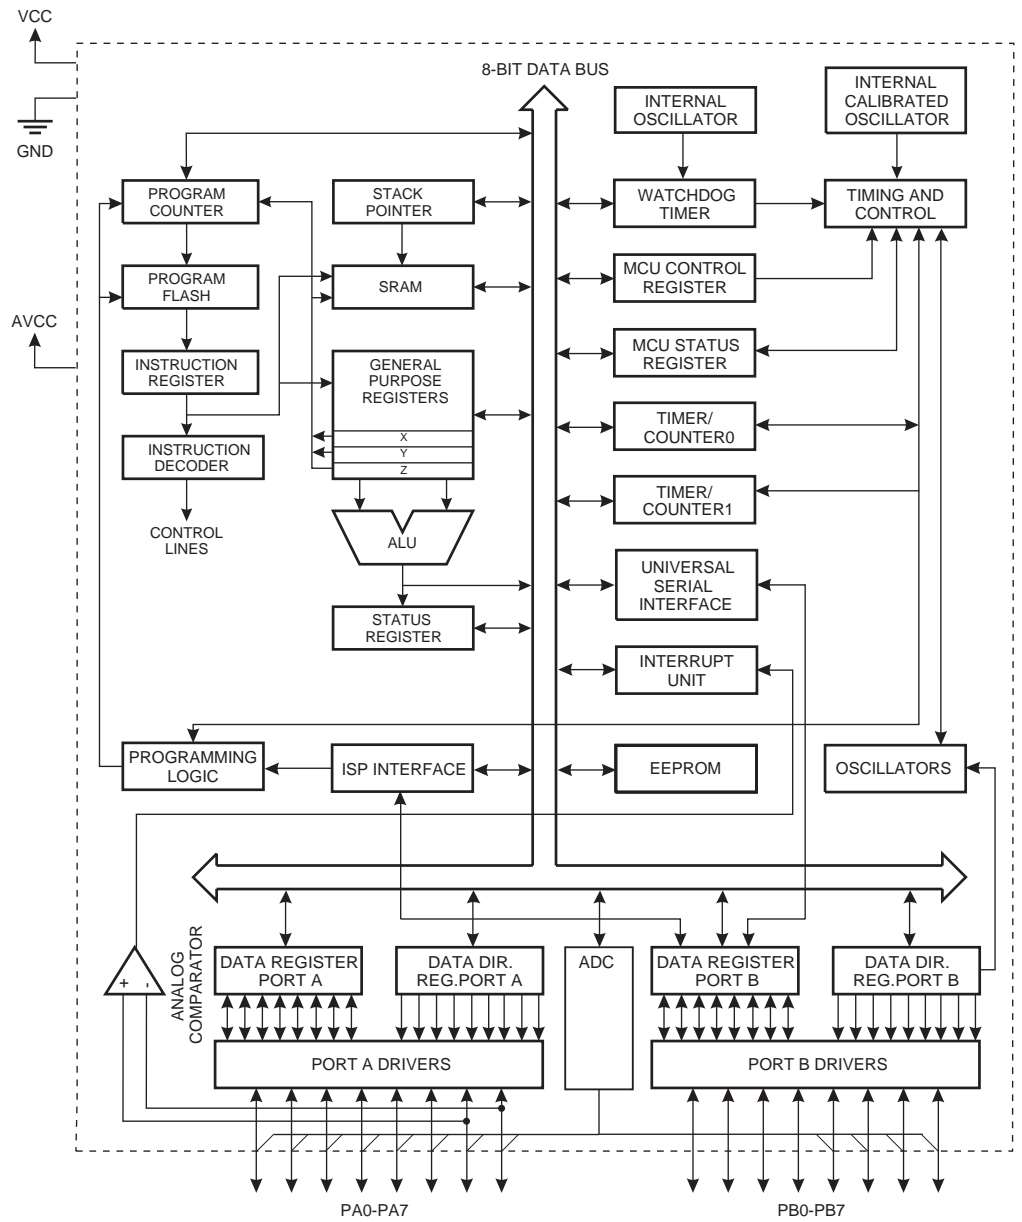 VCC
GND
AVCC
8-BIT DATA BUS
INTERNAL
OSCILLATOR
INTERNAL
CALIBRATED
OSCILLATOR
PROGRAM
COUNTER
STACK
POINTER
WATCHDOG
TIMER
TIMING AND
CONTROL
PROGRAM
FLASH
SRAM
MCU CONTROL
REGISTER
INSTRUCTION
REGISTER
GENERAL
PURPOSE
REGISTERS
X
Y
Z
MCU STATUS
REGISTER
INSTRUCTION
DECODER
TIMER/
COUNTER0
CONTROL
LINES
ALU
TIMER/
COUNTER1
STATUS
REGISTER
UNIVERSAL
SERIAL
INTERFACE
INTERRUPT
UNIT
PROGRAMMING
LOGIC
ISP INTERFACE
EEPROM
OSCILLATORS
+
-
ANALOG
COMPARATOR
DATA REGISTER
PORT A
DATA DIR.
REG.PORT A
ADC
DATA REGISTER
PORT B
DATA DIR.
REG.PORT B
PORT A DRIVERS
PORT B DRIVERS
PA0-PA7
PB0-PB7